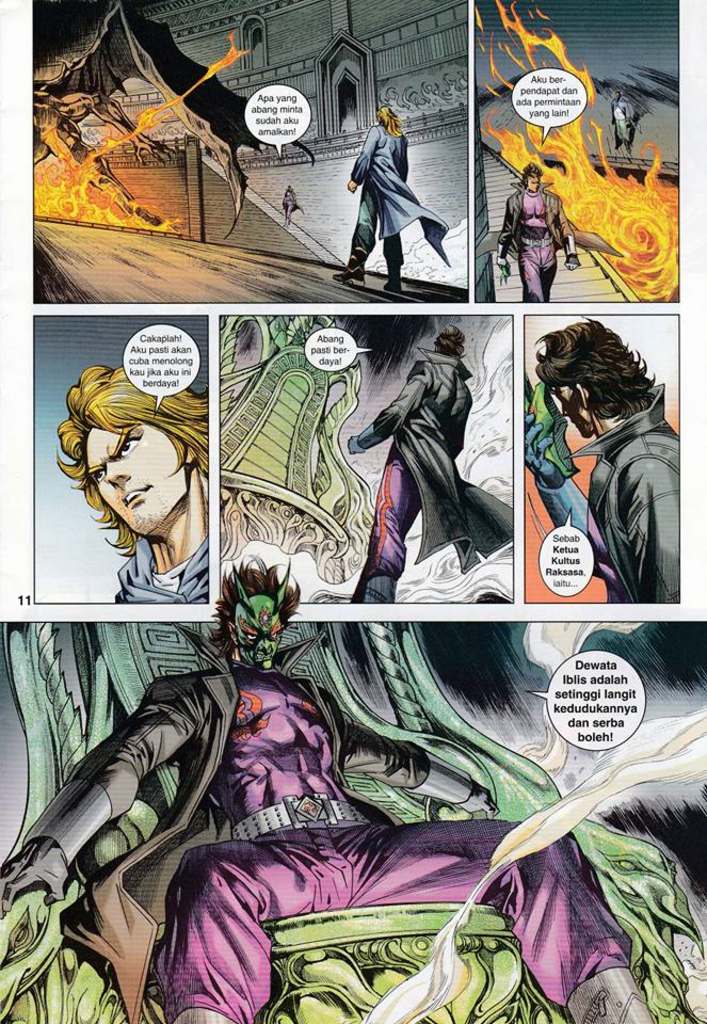 Apa yang
abang minta
sudah aku
amalkan!
Aku ber-
pendapat dan
ada permintaan
yang lain!
Cakaplah!
Aku pasti akan
cuba menolong
kau jika aku ini
berdaya!
Abang
pasti ber-
daya!
Sebab
Ketua
Kultus
Raksasa,
iaitu...
11
Dewata
Iblis adalah
setinggi langit
kedudukannya
dan serba
boleh!